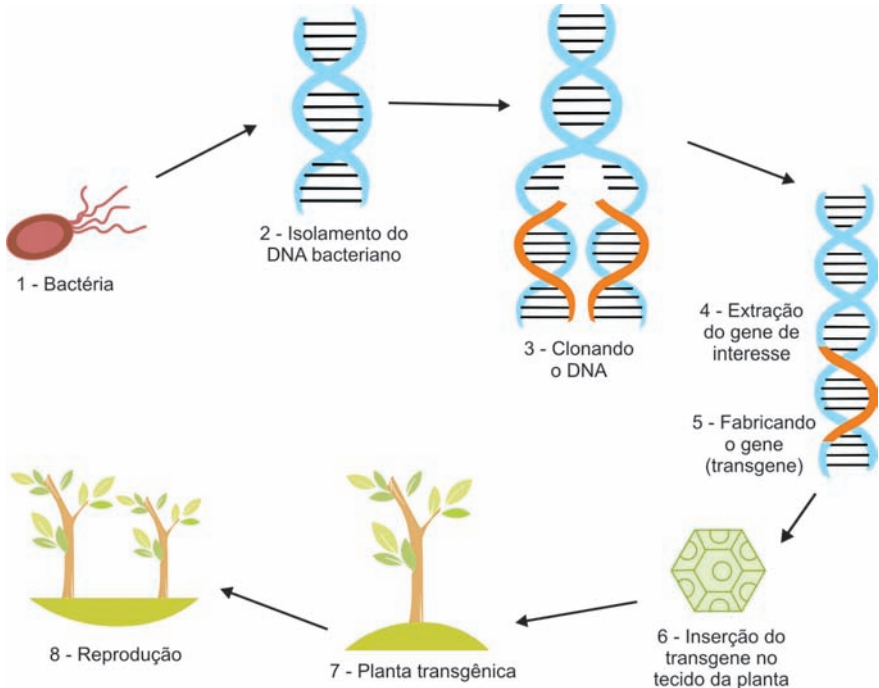 1 - Bactéria
2 - Isolamento do
DNA bacteriano
3 - Clonando
o DNA
4 - Extração
do gene de
interesse
5 - Fabricando
o gene
(transgene)
6 - Inserção do
transgene no
tecido da planta
7 - Planta transgênica
8 - Reprodução